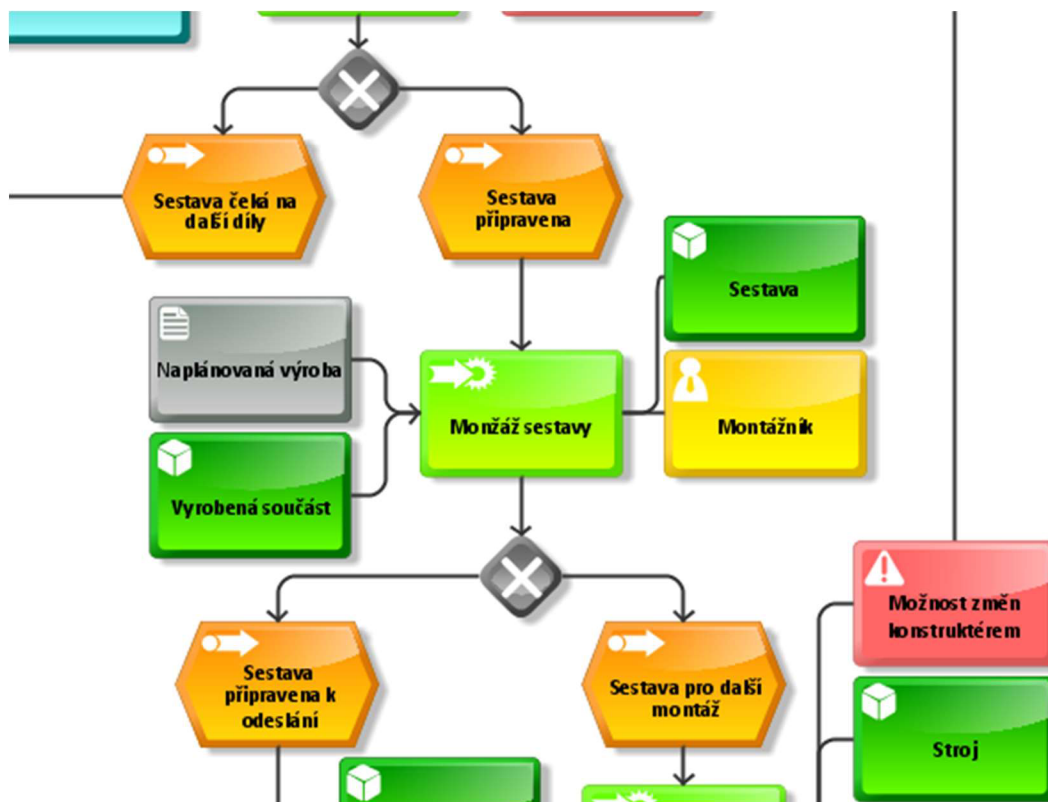 Sestava čeká na
další díly
Sestava
připravena
Sestava
Naplánovaná výroba
Monžáž sestavy
Montážník
Vyrobená součást
Možnost změn
konstruktérem
Sestava
připravena k
odeslání
Sestava pro další
montáž
Stroj